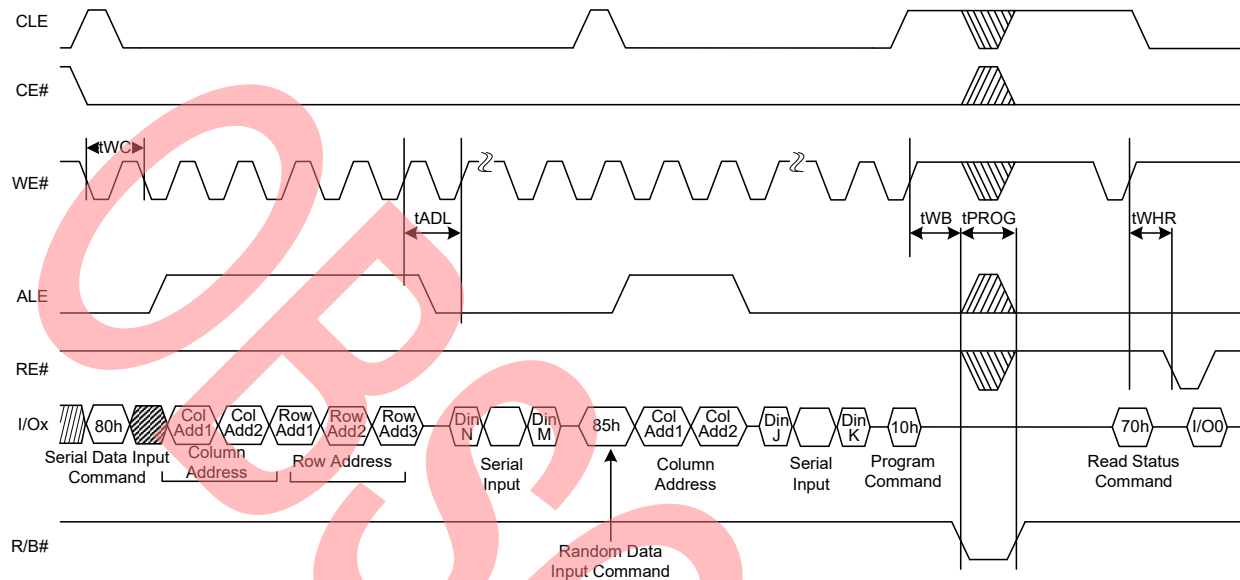 CLE
CE#
tWC
WE#
tADL
tWB
tPROG
tWHR
ALE
RE#
I/Ox
80h
Col
Add1
Col
Add2
Row
Add1
Row
Add2
Row
Add3
Din
N
Din
M
85h
Col
Add1
Col
Add2
Din
J
Din
K
10h
70h
I/O0
Serial Data Input
Command
Column
Address
Row Address
Serial
Input
Column
Address
Serial
Input
Program
Command
Read Status
Command
R/B#
Random Data
Input Command
OBSO